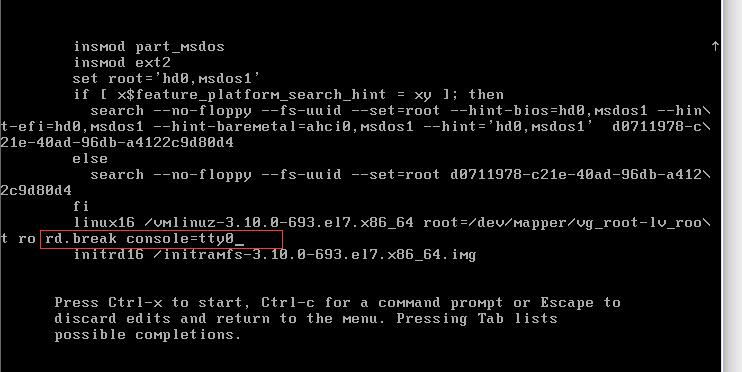 insmod part_msdos
insmod ext2
set root='hd0,msdos1'
if [ x$feature_platform_search_hint = xy ]; then
search --no-floppy --fs-uuid --set=root --hint-bios=hd0,msdos1 --hin\
t-efi=hd0,msdos1 --hint-baremetal=ahci0,msdos1 --hint='hd0,msdos1'  d0711978-c\
21e-40ad-96db-a4122c9d80d4
else
search --no-floppy --fs-uuid --set=root d0711978-c21e-40ad-96db-a412\
2c9d80d4
fi
linux16 /vmlinuz-3.10.0-693.el7.x86_64 root=/dev/mapper/vg_root-lv_roo\
t ro rd.break console=tty0_
initrd16 /initramfs-3.10.0-693.el7.x86_64.img
Press Ctrl-x to start, Ctrl-c for a command prompt or Escape to
discard edits and return to the menu. Pressing Tab lists
possible completions.